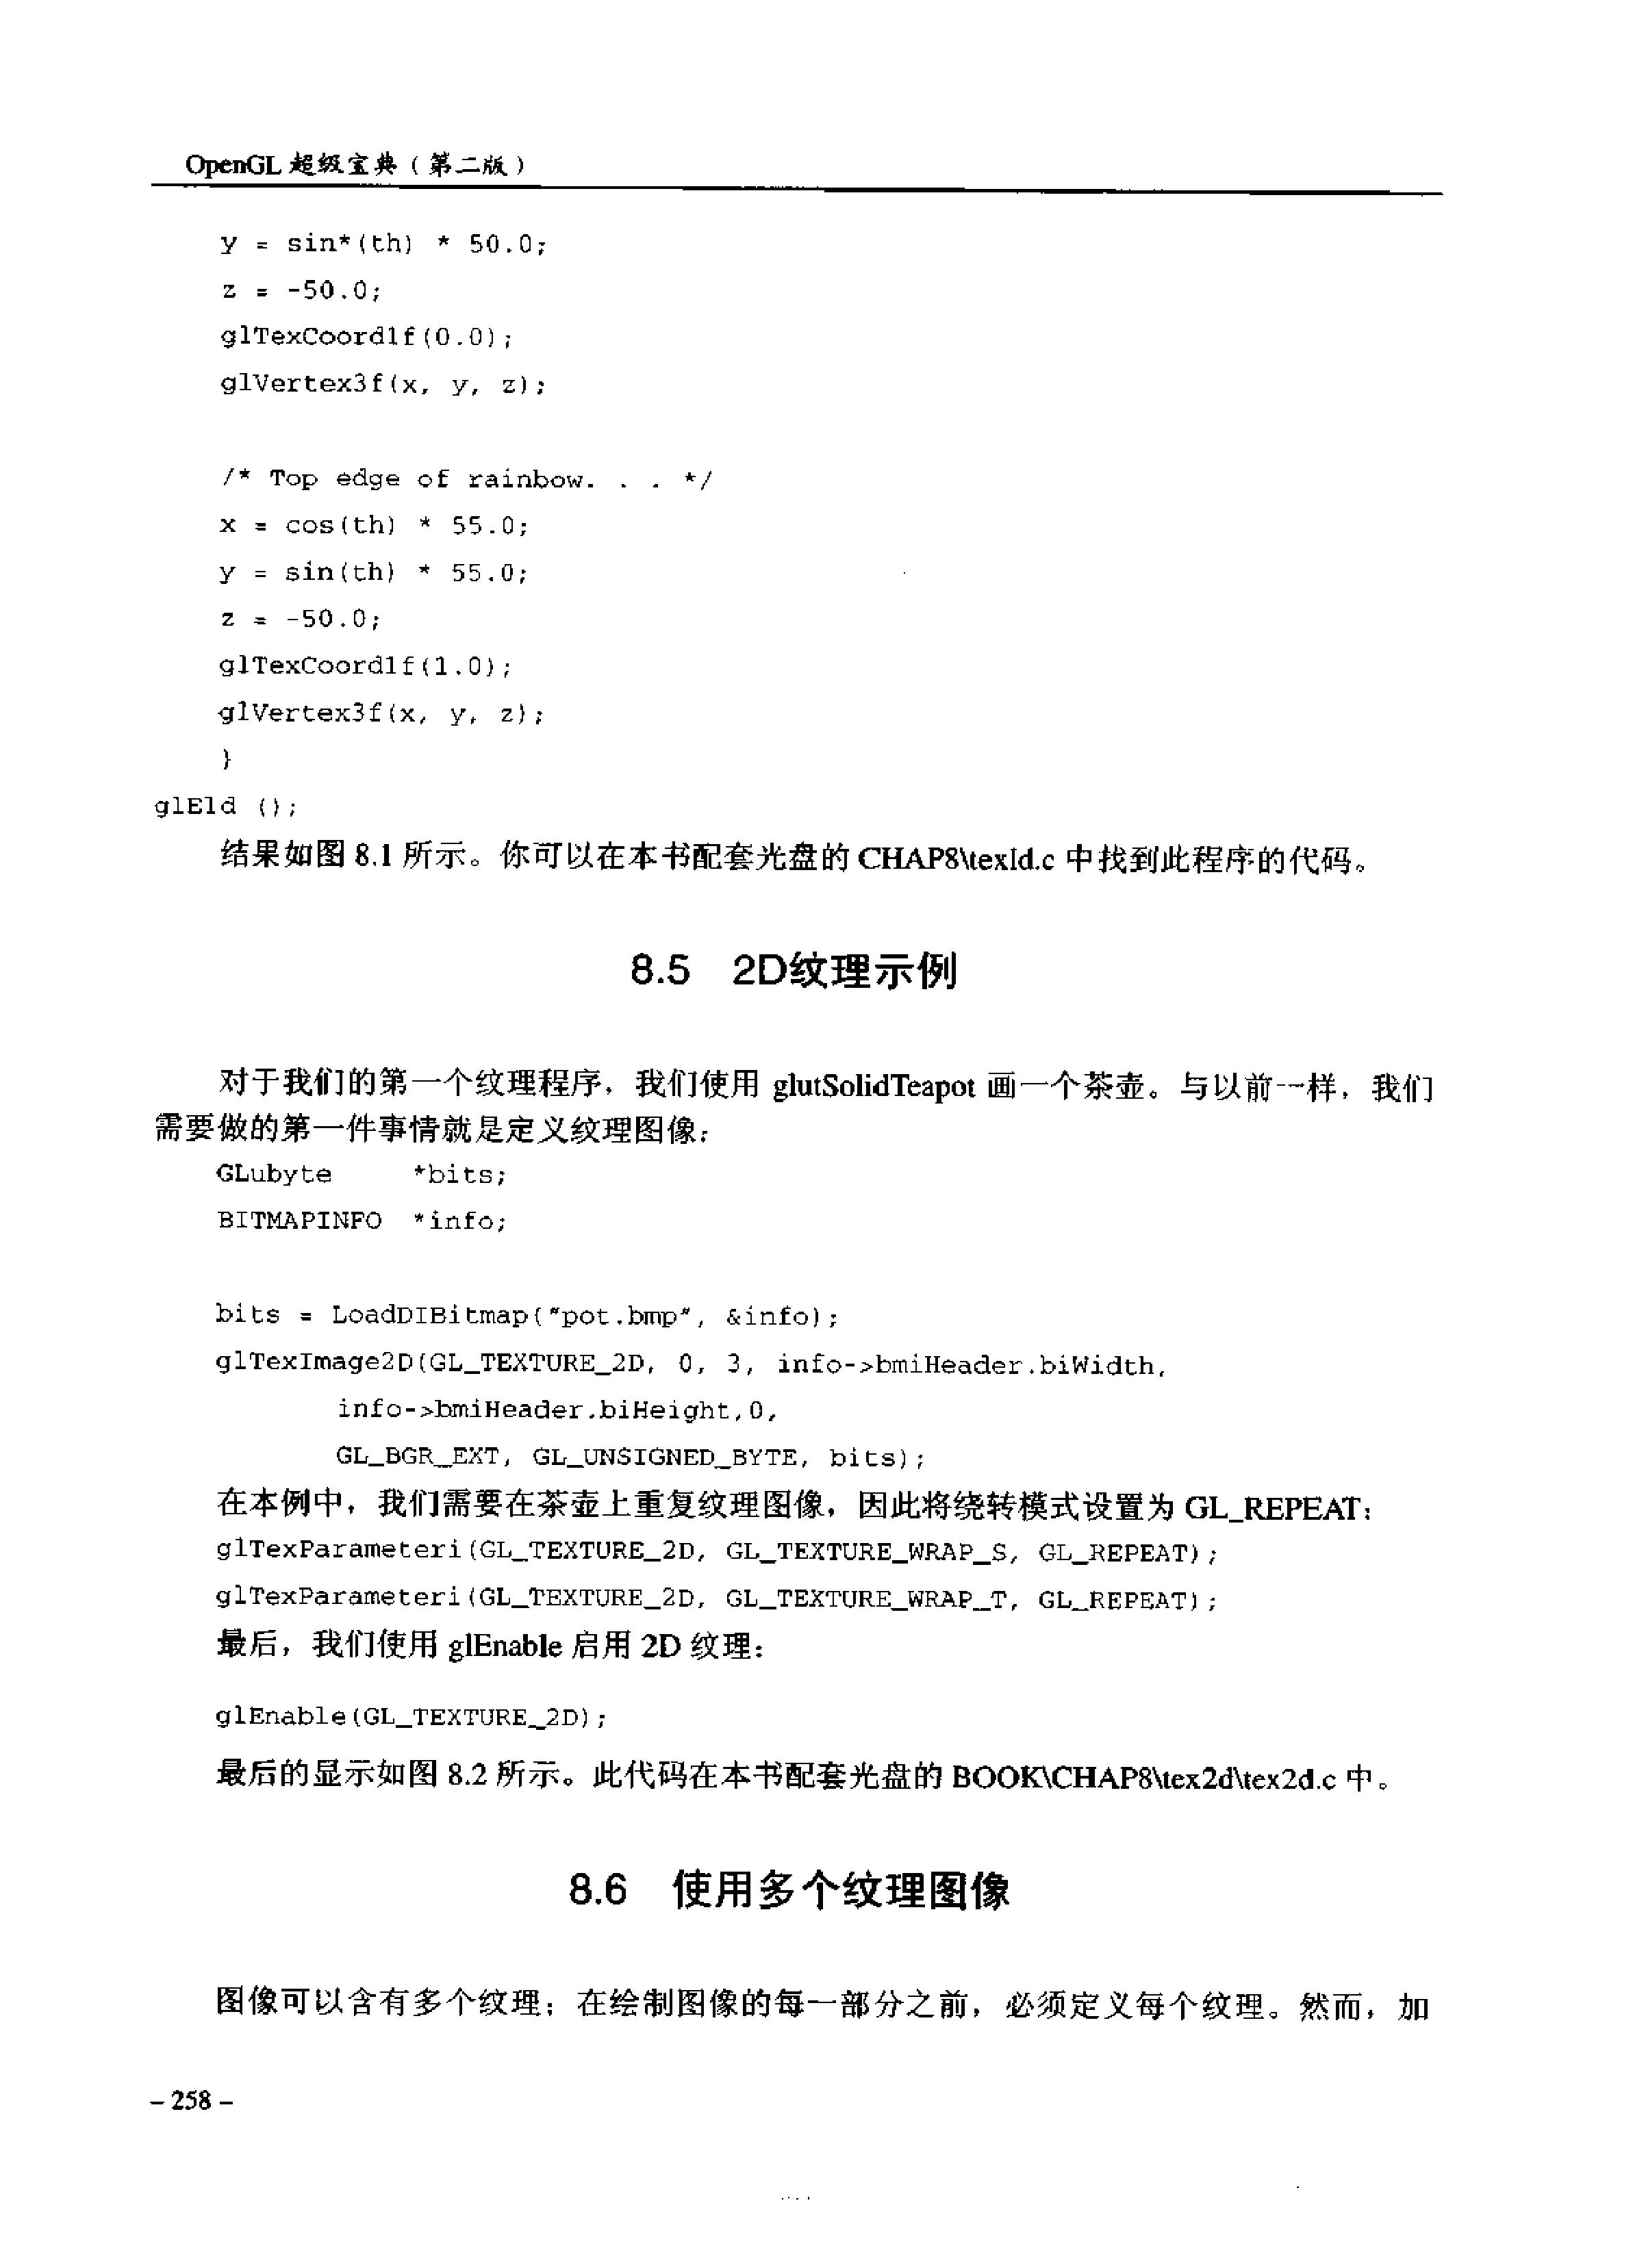 OpenGL 超级宝典（第二版）
y = sin*(th) * 50.0;
z = -50.0;
glTexCoord1f(0.0);
glVertex3f(x, y, z);
/* Top edge of rainbow. . . */
x = cos(th) * 55.0;
y = sin(th) * 55.0;
z = -50.0;
glTexCoord1f(1.0);
glVertex3f(x, y, z);
}
glEld ();
结果如图 8.1 所示。你可以在本书配套光盘的 CHAP8\texld.c 中找到此程序的代码。
8.5 2D纹理示例
对于我们的第一个纹理程序，我们使用 glutSolidTeapot 画一个茶壶。与以前一样，我们
需要做的第一件事情就是定义纹理图像：
GLubyte *bits;
BITMAPINFO *info;
bits = LoadDIBitmap("pot.bmp", &info);
glTexImage2D(GL_TEXTURE_2D, 0, 3, info->bmiHeader.biWidth,
info->bmiHeader.biHeight,0,
GL_BGR_EXT, GL_UNSIGNED_BYTE, bits);
在本例中，我们需要在茶壶上重复纹理图像，因此将绕转模式设置为 GL_REPEAT：
glTexParameteri(GL_TEXTURE_2D, GL_TEXTURE_WRAP_S, GL_REPEAT);
glTexParameteri(GL_TEXTURE_2D, GL_TEXTURE_WRAP_T, GL_REPEAT);
最后，我们使用 glEnable 启用 2D 纹理：
glEnable(GL_TEXTURE_2D);
最后的显示如图 8.2 所示。此代码在本书配套光盘的 BOOK\CHAP8\tex2d\tex2d.c 中。
8.6 使用多个纹理图像
图像可以含有多个纹理；在绘制图像的每一部分之前，必须定义每个纹理。然而，加
– 258 –